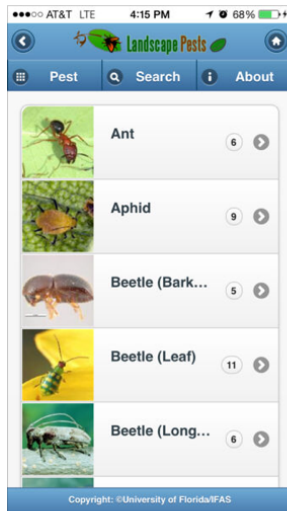 AT&T LTE 4:15 PM 68%
Landscape Pests
Pest Search About
Ant 6
Aphid 9
Beetle (Bark... 5
Beetle (Leaf) 11
Beetle (Long... 6
Copyright: ©University of Florida/IFAS